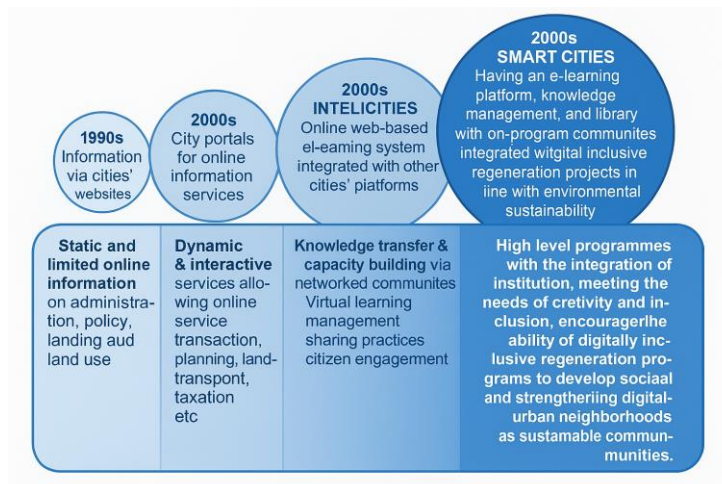 1990s
Information
via cities'
websites
2000s
City portals
for online
information
services
2000s
INTELICITIES
Online web-based
el-eaming system
integrated with other
cities' platforms
2000s
SMART CITIES
Having an e-learning
platform, knowledge
management, and library
with on-program communites
integrated witgital inclusive
regeneration projects in
iine with environmental
sustainability
Static and
limited online
information
on administra-
tion, policy,
landing aud
land use
Dynamic
& interactive
services allo-
wing online
service
transaction,
planning, land-
transpont,
taxation
etc
Knowledge transfer &
capacity building via
networked communites
Virtual learning
management
sharing practices
citizen engagerment
High level programmes
with the integration of
institution, meeting the
needs of cretivity and in-
clusion, encouragerlhe
ability of digitally inc-
lusive regeneration pro-
grams to develop sociaal
and strengtheriing digital-
urban neighborhoods
as sustamable commun-
munities.